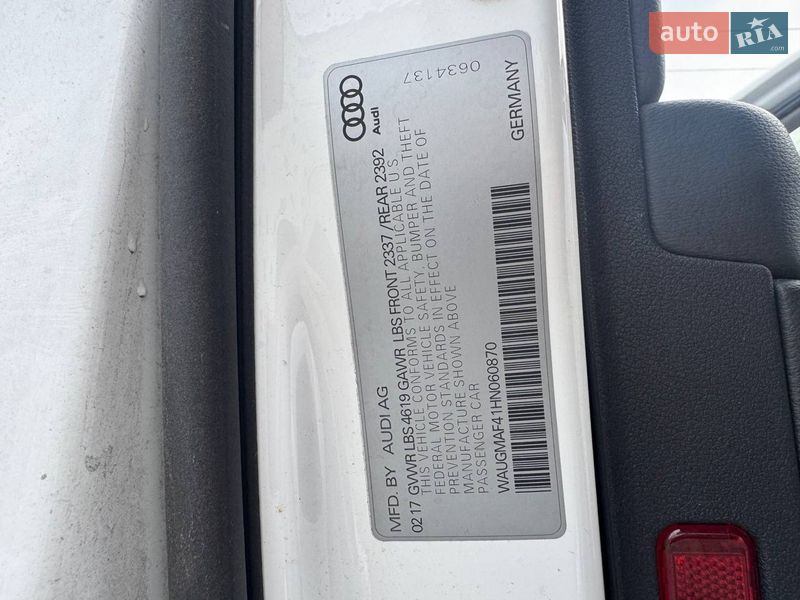 auto RIA .com
0634137
Audi
GERMANY
MFD. BY AUDI AG
02 17 GVWR LBS 4619 GAWR LBS FRONT 2337 / REAR 2392
THIS VEHICLE CONFORMS TO ALL APPLICABLE U.S.
FEDERAL MOTOR VEHICLE SAFETY, BUMPER AND THEFT
PREVENTION STANDARDS IN EFFECT ON THE DATE OF
MANUFACTURE SHOWN ABOVE
PASSENGER CAR
WAUGMAF41HN060870